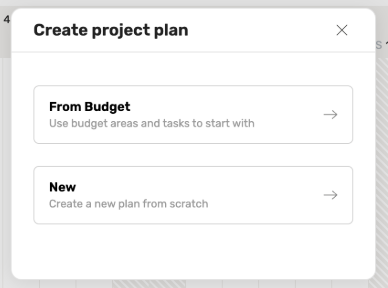 4
Create project plan
S
From Budget
Use budget areas and tasks to start with
New
Create a new plan from scratch